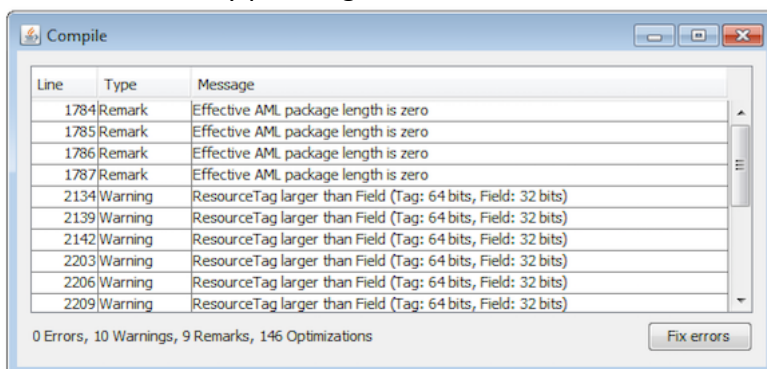 Compile
Line Type Message
1784 Remark Effective AML package length is zero
1785 Remark Effective AML package length is zero
1786 Remark Effective AML package length is zero
1787 Remark Effective AML package length is zero
2134 Warning ResourceTag larger than Field (Tag: 64 bits, Field: 32 bits)
2139 Warning ResourceTag larger than Field (Tag: 64 bits, Field: 32 bits)
2142 Warning ResourceTag larger than Field (Tag: 64 bits, Field: 32 bits)
2203 Warning ResourceTag larger than Field (Tag: 64 bits, Field: 32 bits)
2206 Warning ResourceTag larger than Field (Tag: 64 bits, Field: 32 bits)
2209 Warning ResourceTag larger than Field (Tag: 64 bits, Field: 32 bits)
0 Errors, 10 Warnings, 9 Remarks, 146 Optimizations Fix errors